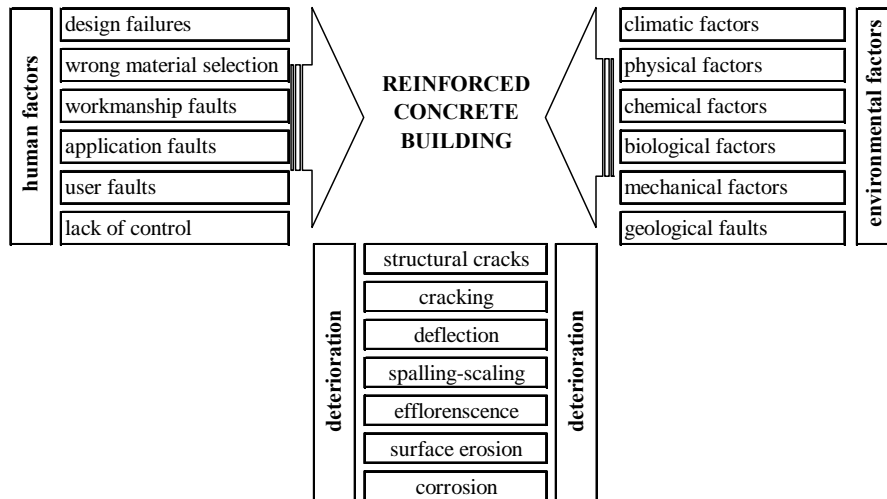 human factors
design failures
wrong material selection
workmanship faults
application faults
user faults
lack of control
REINFORCED
CONCRETE
BUILDING
climatic factors
physical factors
chemical factors
biological factors
mechanical factors
geological faults
environmental factors
deterioration
structural cracks
cracking
deflection
spalling-scaling
efflorenscence
surface erosion
corrosion
deterioration